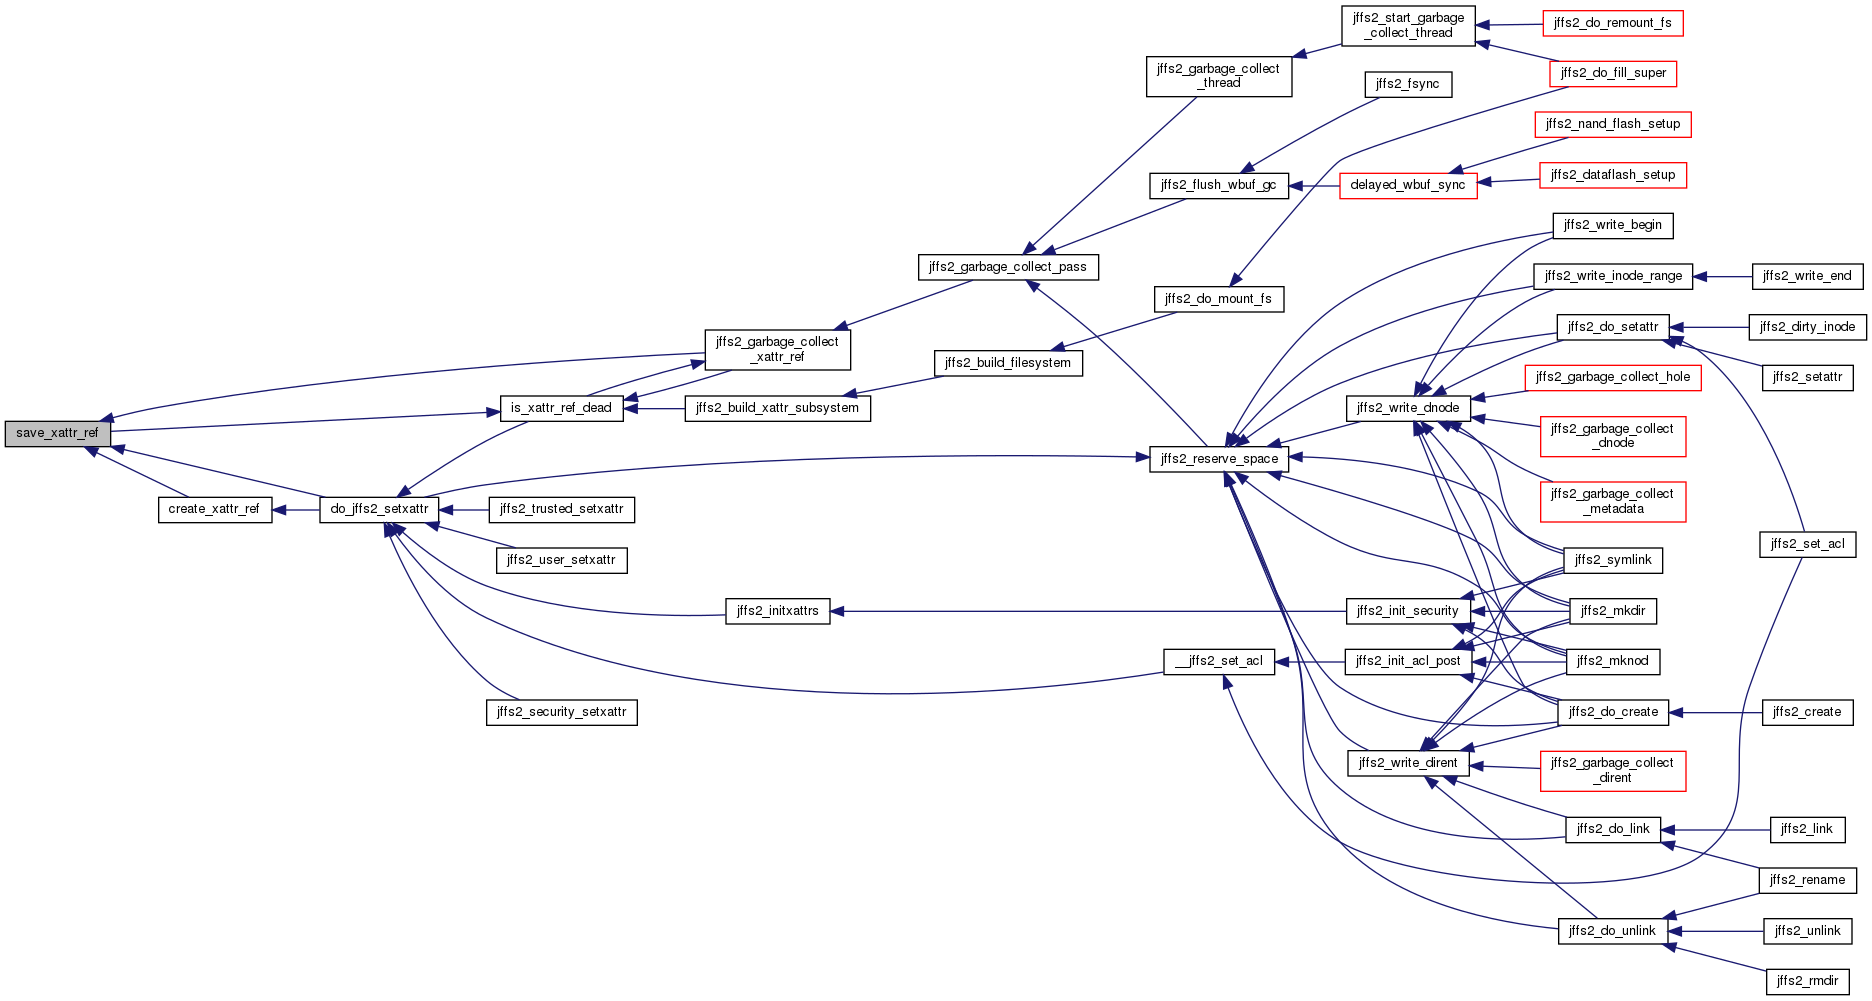 save_xattr_ref
create_xattr_ref
do_jffs2_setxattr
is_xattr_ref_dead
jffs2_trusted_setxattr
jffs2_user_setxattr
jffs2_security_setxattr
jffs2_garbage_collect
_xattr_ref
jffs2_build_xattr_subsystem
jffs2_initxattrs
jffs2_garbage_collect_pass
jffs2_build_filesystem
jffs2_garbage_collect
_thread
jffs2_flush_wbuf_gc
jffs2_do_mount_fs
jffs2_reserve_space
__jffs2_set_acl
jffs2_start_garbage
_collect_thread
jffs2_fsync
delayed_wbuf_sync
jffs2_write_dnode
jffs2_init_security
jffs2_init_acl_post
jffs2_write_dirent
jffs2_do_remount_fs
jffs2_do_fill_super
jffs2_nand_flash_setup
jffs2_dataflash_setup
jffs2_write_begin
jffs2_write_inode_range
jffs2_do_setattr
jffs2_garbage_collect_hole
jffs2_garbage_collect
_dnode
jffs2_garbage_collect
_metadata
jffs2_symlink
jffs2_mkdir
jffs2_mknod
jffs2_do_create
jffs2_garbage_collect
_dirent
jffs2_do_link
jffs2_do_unlink
jffs2_write_end
jffs2_dirty_inode
jffs2_setattr
jffs2_set_acl
jffs2_create
jffs2_link
jffs2_rename
jffs2_unlink
jffs2_rmdir